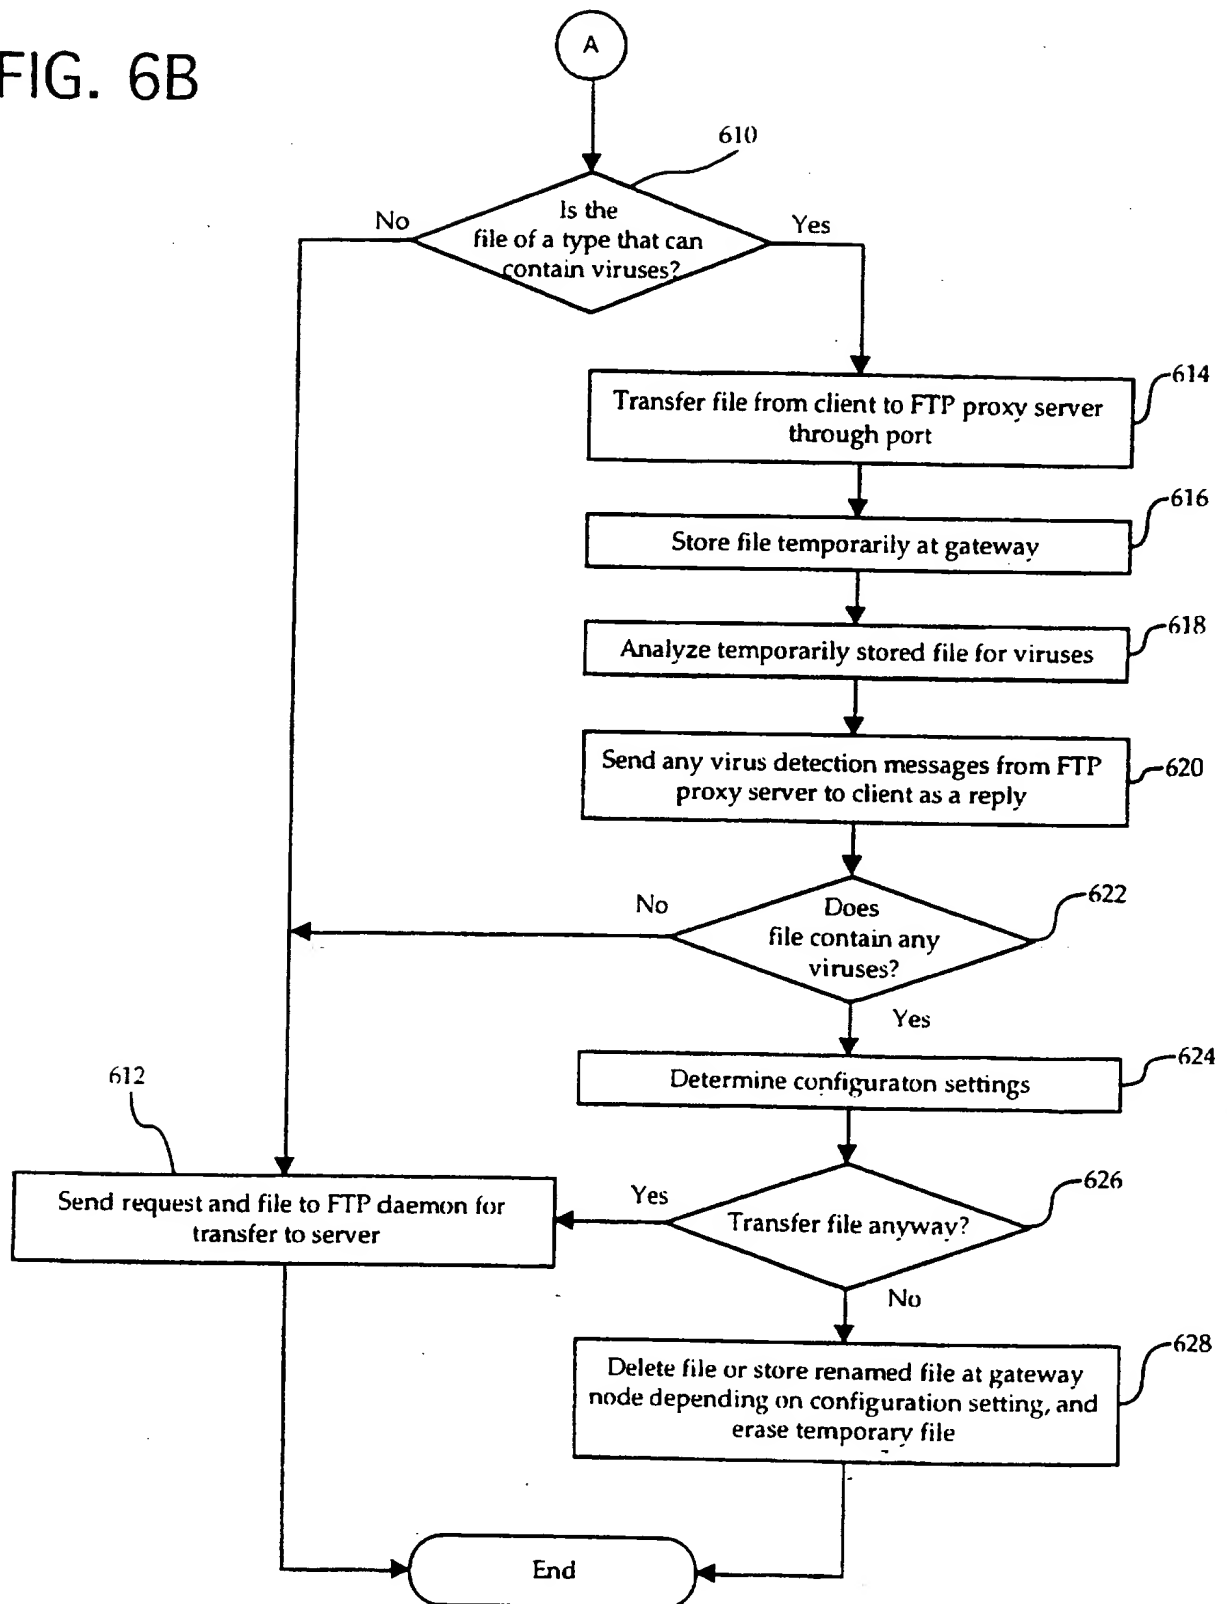 FIG. 6B
A
610
No
Is the
file of a type that can
contain viruses?
Yes
614
Transfer file from client to FTP proxy server
through port
616
Store file temporarily at gateway
618
Analyze temporarily stored file for viruses
Send any virus detection messages from FTP
proxy server to client as a reply
620
No
Does
file contain any
viruses?
622
Yes
624
Determine configuraton settings
612
Send request and file to FTP daemon for
transfer to server
Yes
Transfer file anyway?
626
No
628
Delete file or store renamed file at gateway
node depending on configuration setting, and
erase temporary file
End